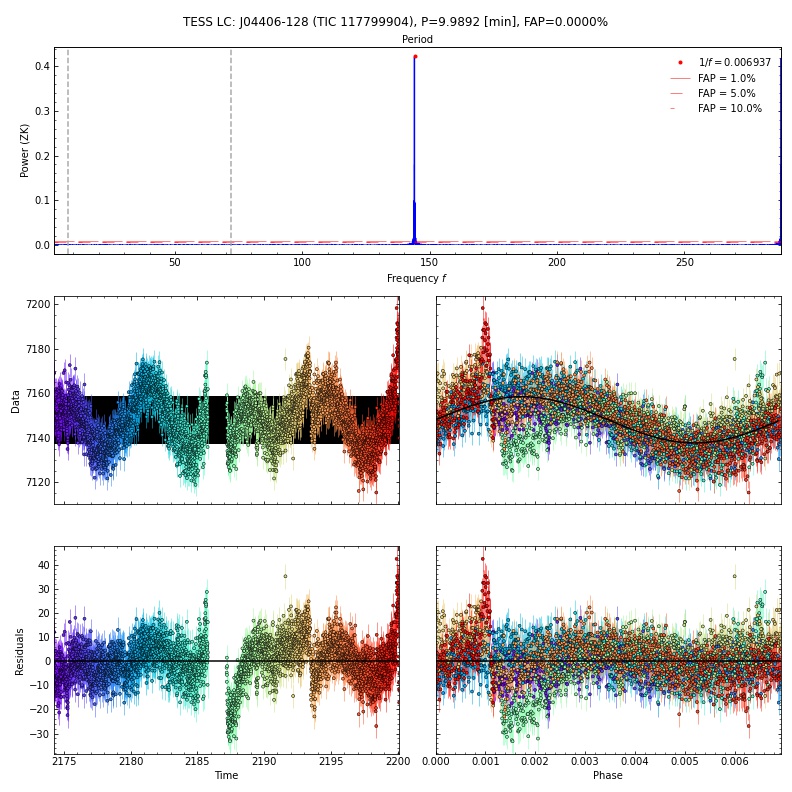 TESS LC: J04406-128 (TIC 117799904), P=9.9892 [min], FAP=0.0000%
Period
Power (ZK)
0.4
0.3
0.2
0.1
0.0
1/f = 0.006937
FAP = 1.0%
FAP = 5.0%
FAP = 10.0%
50 100 150 200 250
Frequency f
Data
7200
7180
7160
7140
7120
Residuals
40
30
20
10
0
−10
−20
−30
2175 2180 2185 2190 2195 2200
Time
0.000 0.001 0.002 0.003 0.004 0.005 0.006
Phase